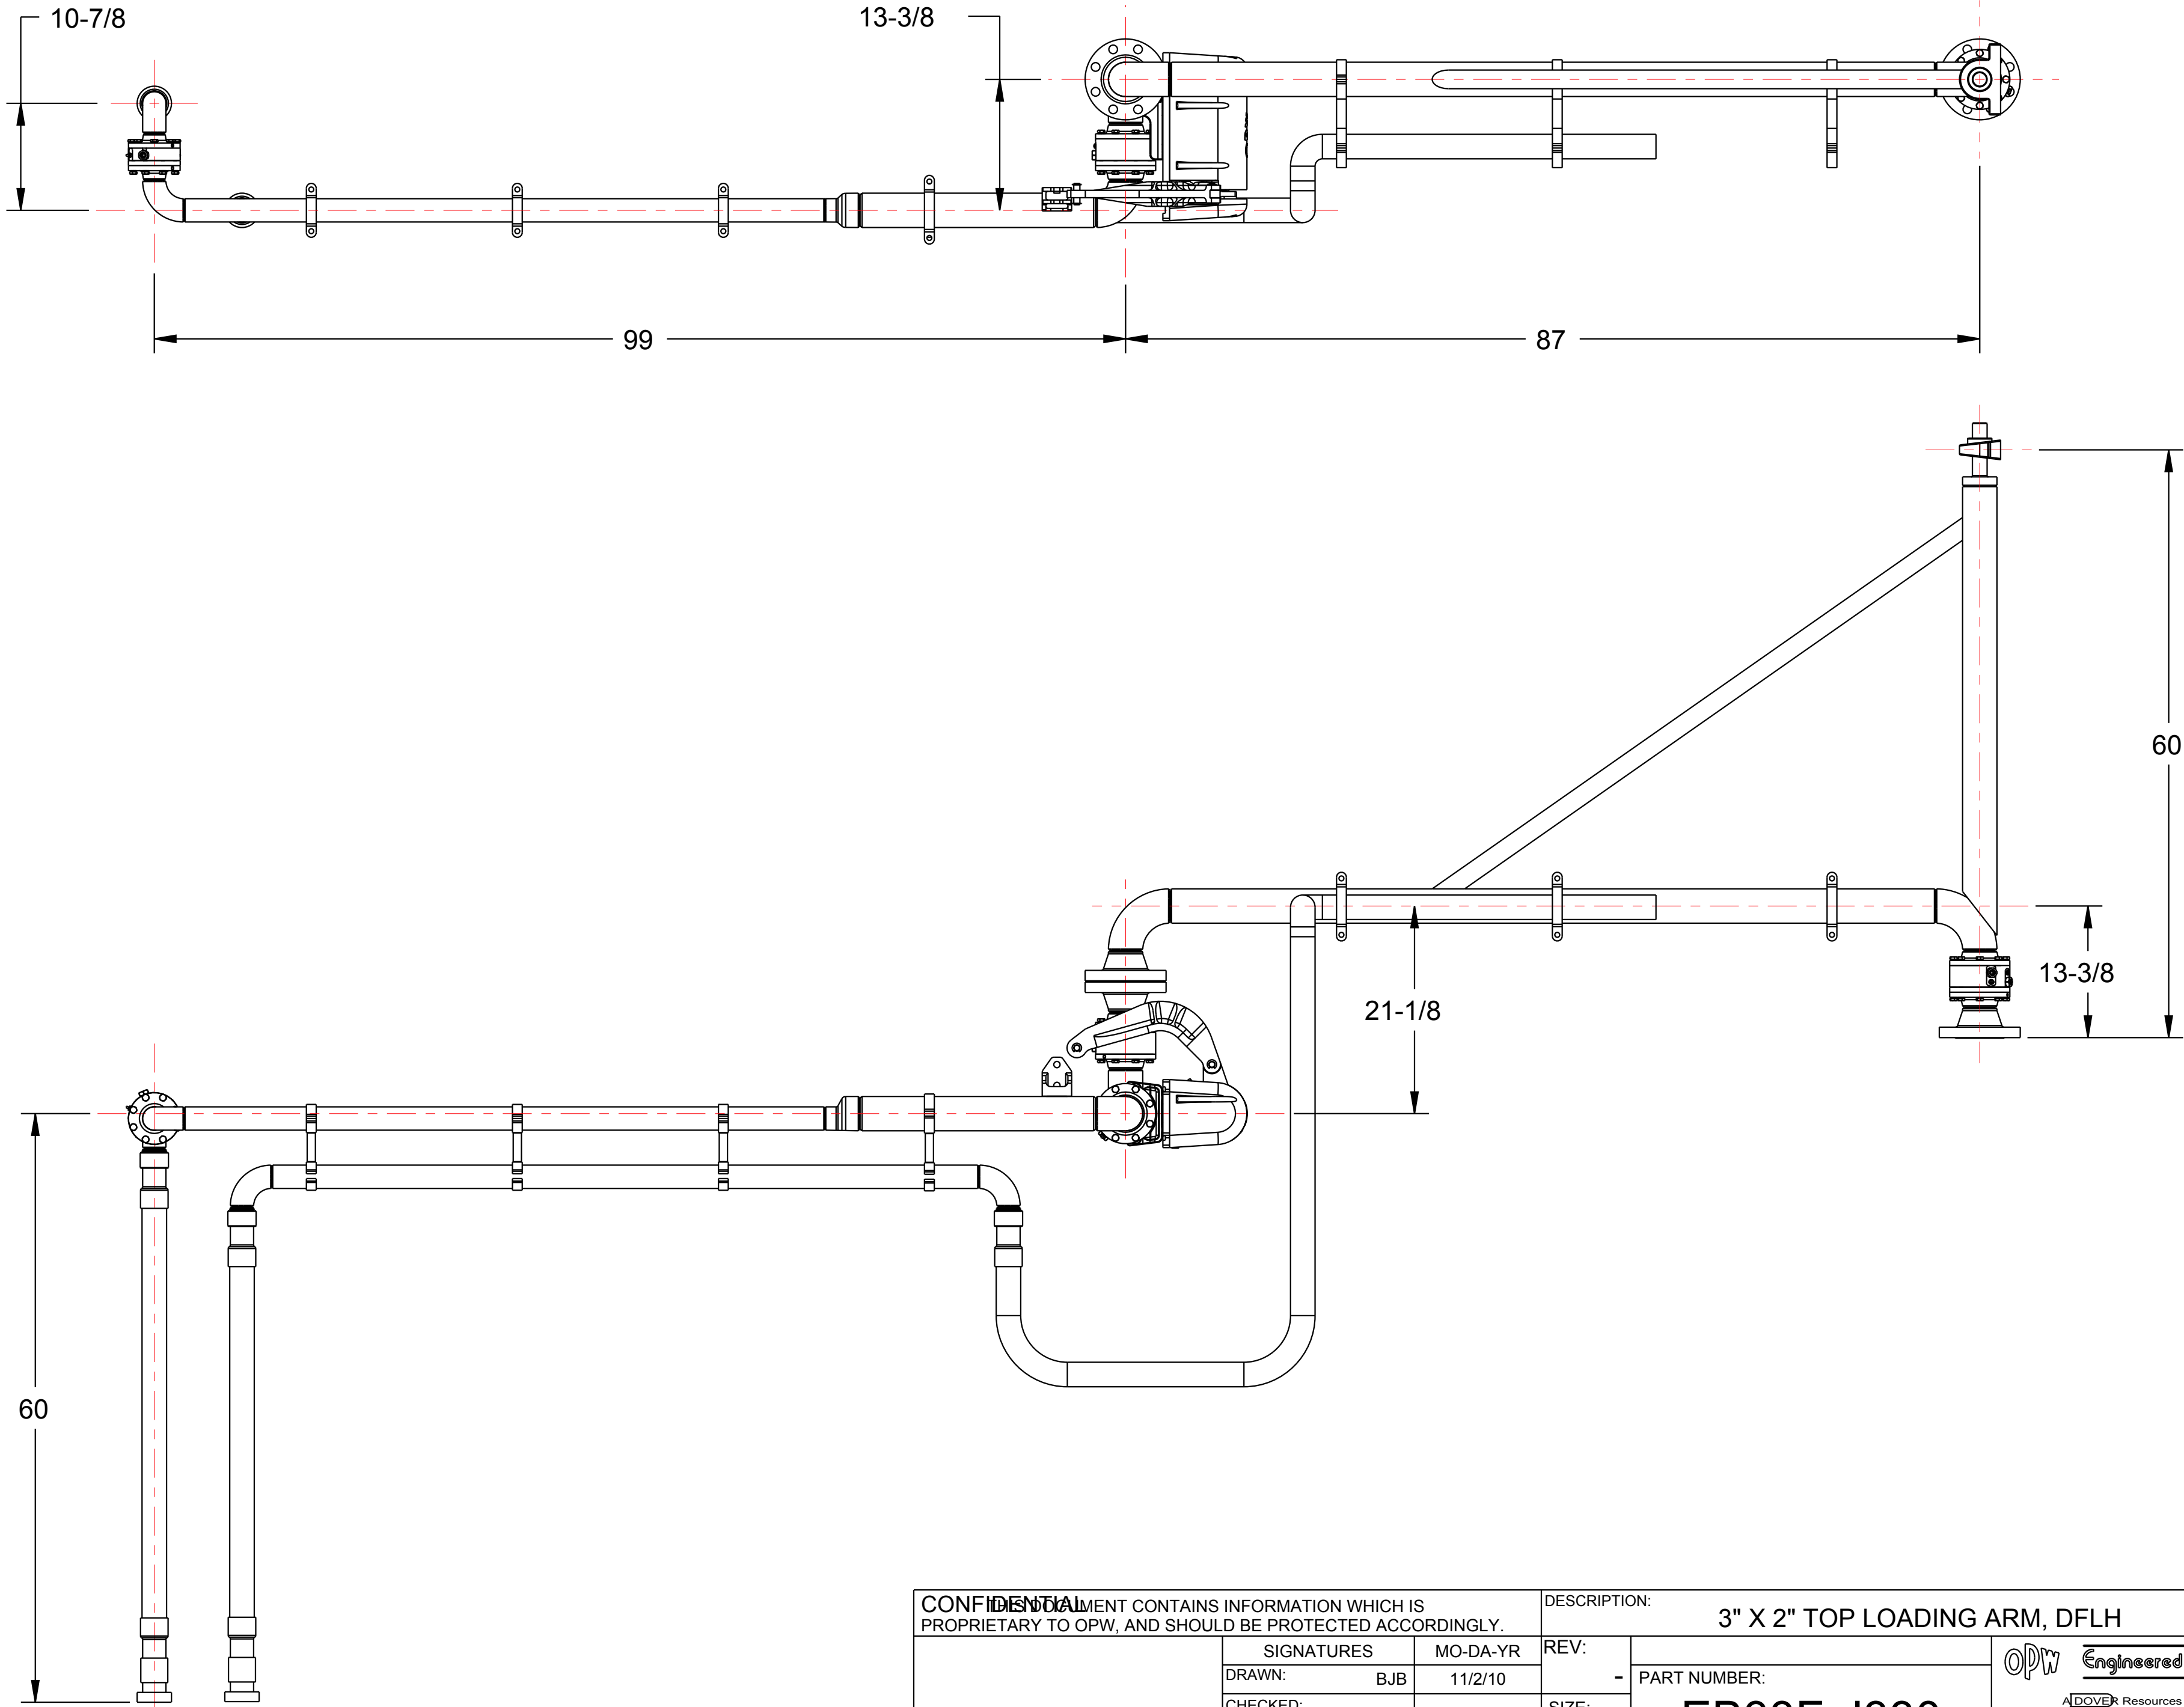 10-7/8
13-3/8
99
87
60
13-3/8
21-1/8
60
CONFIDENTIAL
THIS DOCUMENT CONTAINS INFORMATION WHICH IS
PROPRIETARY TO OPW, AND SHOULD BE PROTECTED ACCORDINGLY.
DESCRIPTION:
3" X 2" TOP LOADING ARM, DFLH
SIGNATURES MO-DA-YR
REV:
-
DRAWN: BJB 11/2/10
PART NUMBER:
OPW Engineered
A DOVER Resources
CHECKED:
SIZE: